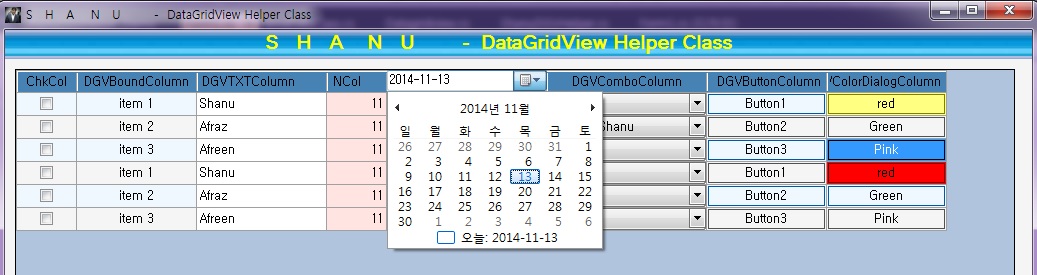 S H A N U - DataGridView Helper Class
S H A N U - DataGridView Helper Class
ChkCol DGVBoundColumn DGVTXTColumn NCol 2014-11-13 DGVComboColumn DGVButtonColumn ColorDialogColumn
item 1 Shanu 11 Button1 red
item 2 Afraz 11 Shanu Button2 Green
item 3 Afreen 11 Button3 Pink
item 1 Shanu 11 Button1 red
item 2 Afraz 11 Button2 Green
item 3 Afreen 11 Button3 Pink
2014년 11월
일 월 화 수 목 금 토
26 27 28 29 30 31 1
2 3 4 5 6 7 8
9 10 11 12 13 14 15
16 17 18 19 20 21 22
23 24 25 26 27 28 29
30 1 2 3 4 5 6
오늘: 2014-11-13